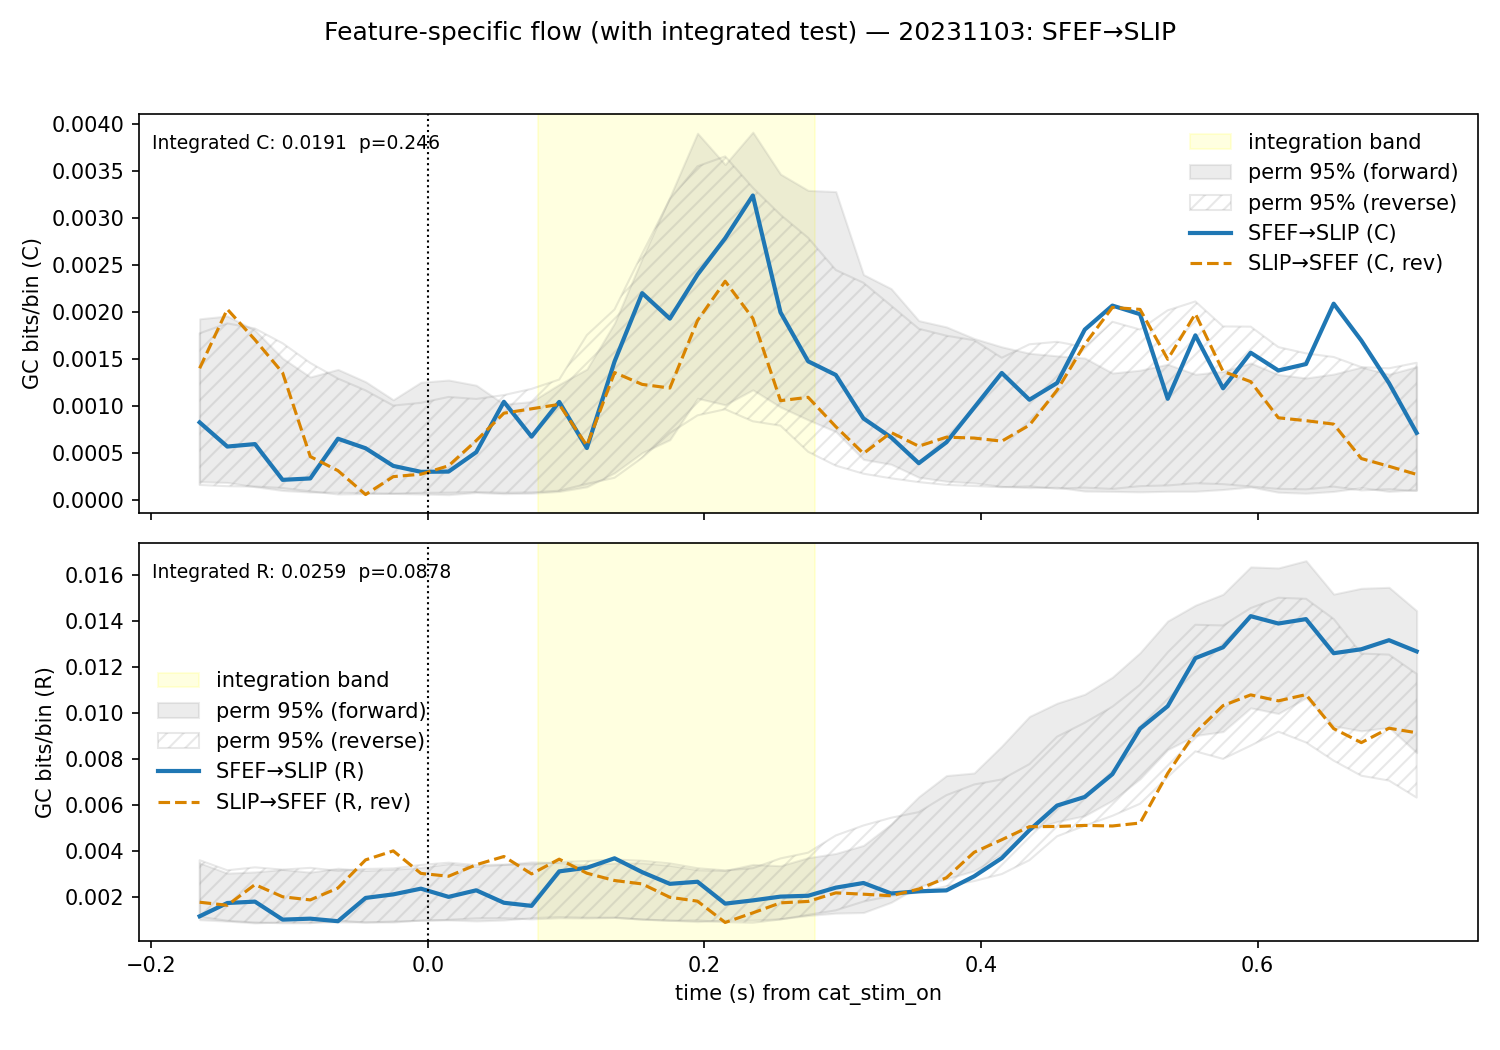 Feature-specific flow (with integrated test) — 20231103: SFEF→SLIP
Integrated C: 0.0191  p=0.246
integration band
perm 95% (forward)
perm 95% (reverse)
SFEF→SLIP (C)
SLIP→SFEF (C, rev)
GC bits/bin (C)
0.0040
0.0035
0.0030
0.0025
0.0020
0.0015
0.0010
0.0005
0.0000
Integrated R: 0.0259  p=0.0878
integration band
perm 95% (forward)
perm 95% (reverse)
SFEF→SLIP (R)
SLIP→SFEF (R, rev)
GC bits/bin (R)
0.016
0.014
0.012
0.010
0.008
0.006
0.004
0.002
−0.2 0.0 0.2 0.4 0.6
time (s) from cat_stim_on